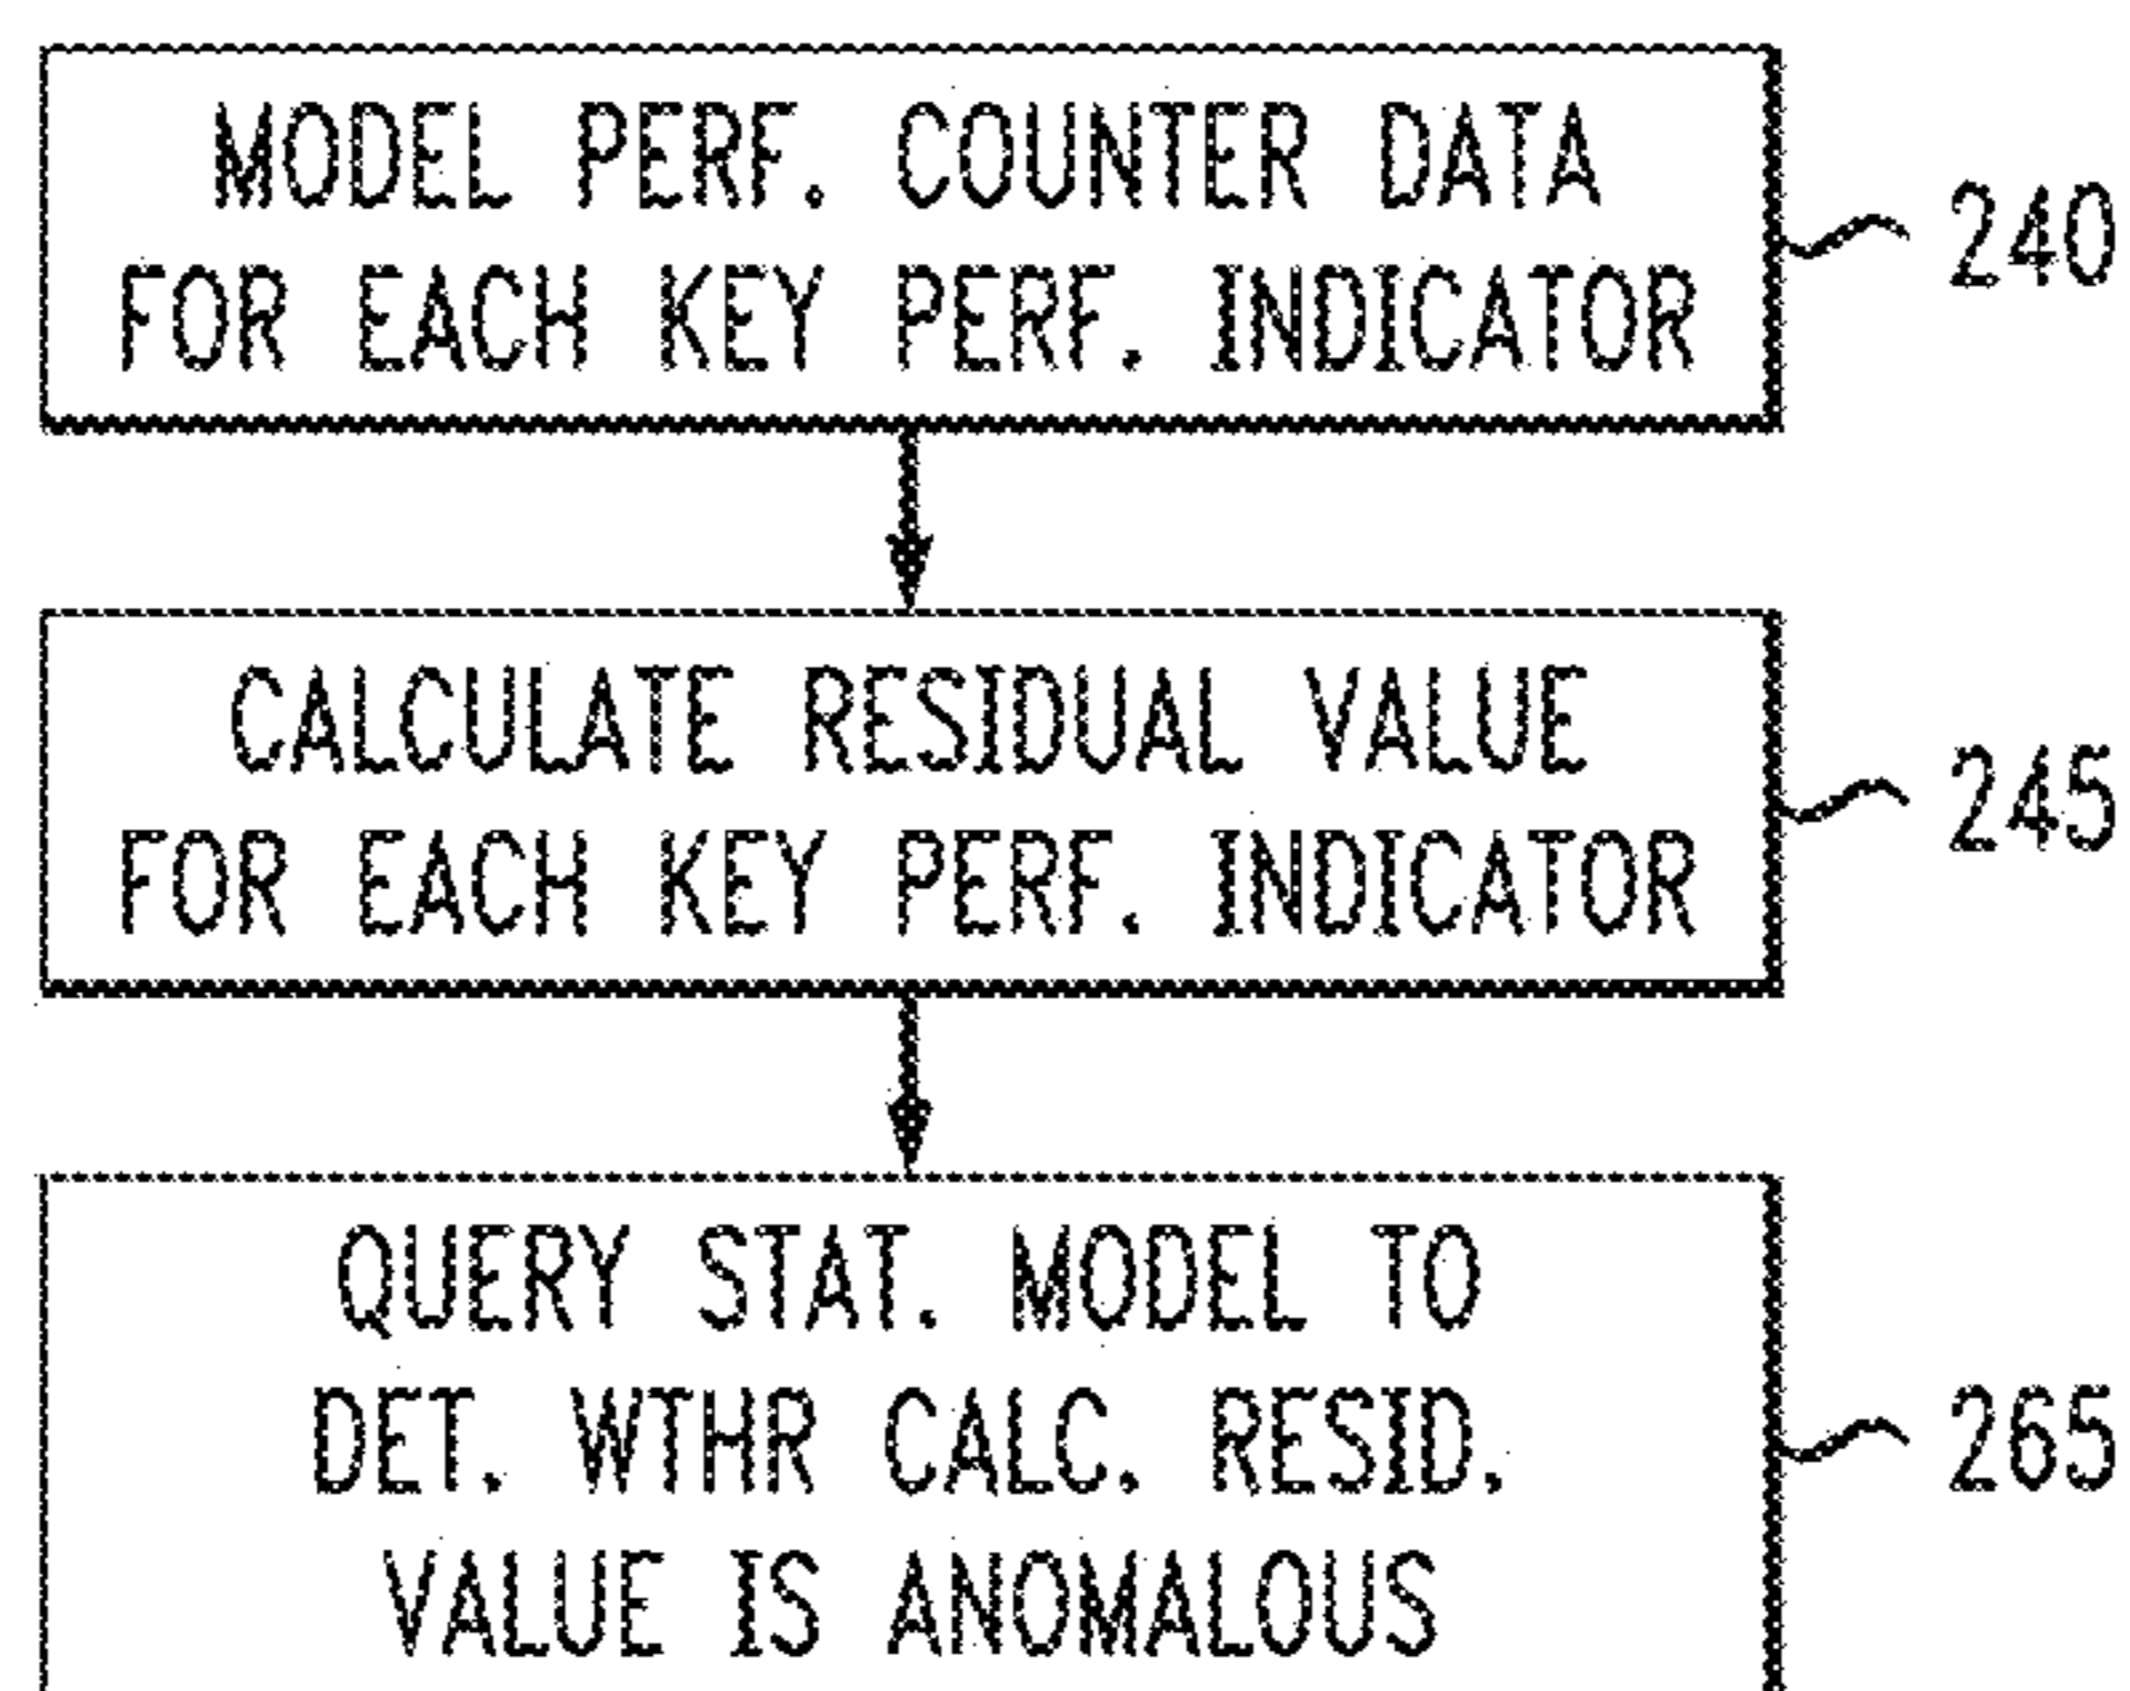 MODEL PERF. COUNTER DATA
FOR EACH KEY PERF. INDICATOR
240
CALCULATE RESIDUAL VALUE
FOR EACH KEY PERF. INDICATOR
245
QUERY STAT. MODEL TO
DET. WTHR CALC. RESID.
VALUE IS ANOMALOUS
265